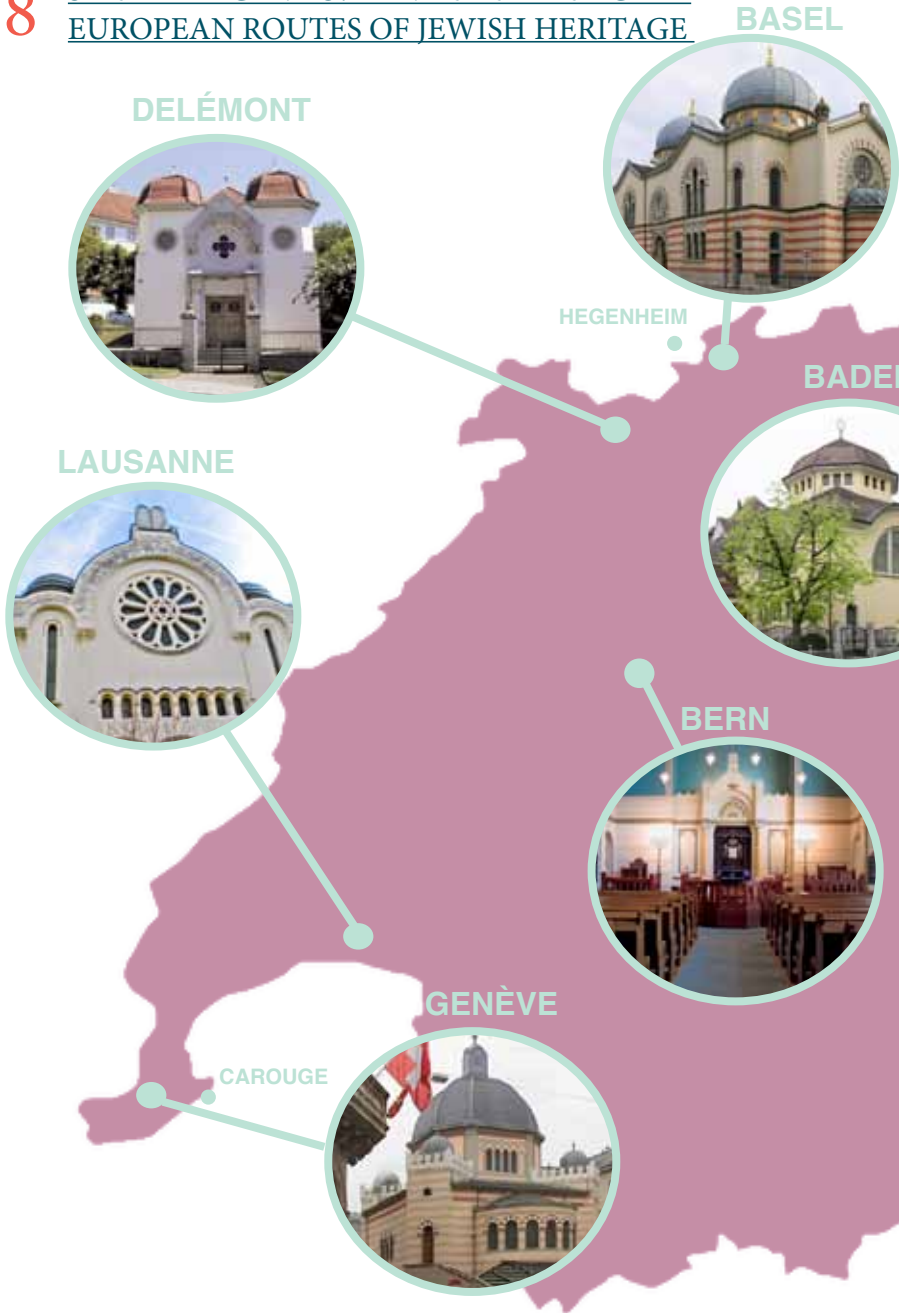 8
EUROPEAN ROUTES OF JEWISH HERITAGE
BASEL
DELÉMONT
HEGENHEIM
LAUSANNE
BERN
GENÈVE
CAROUGE